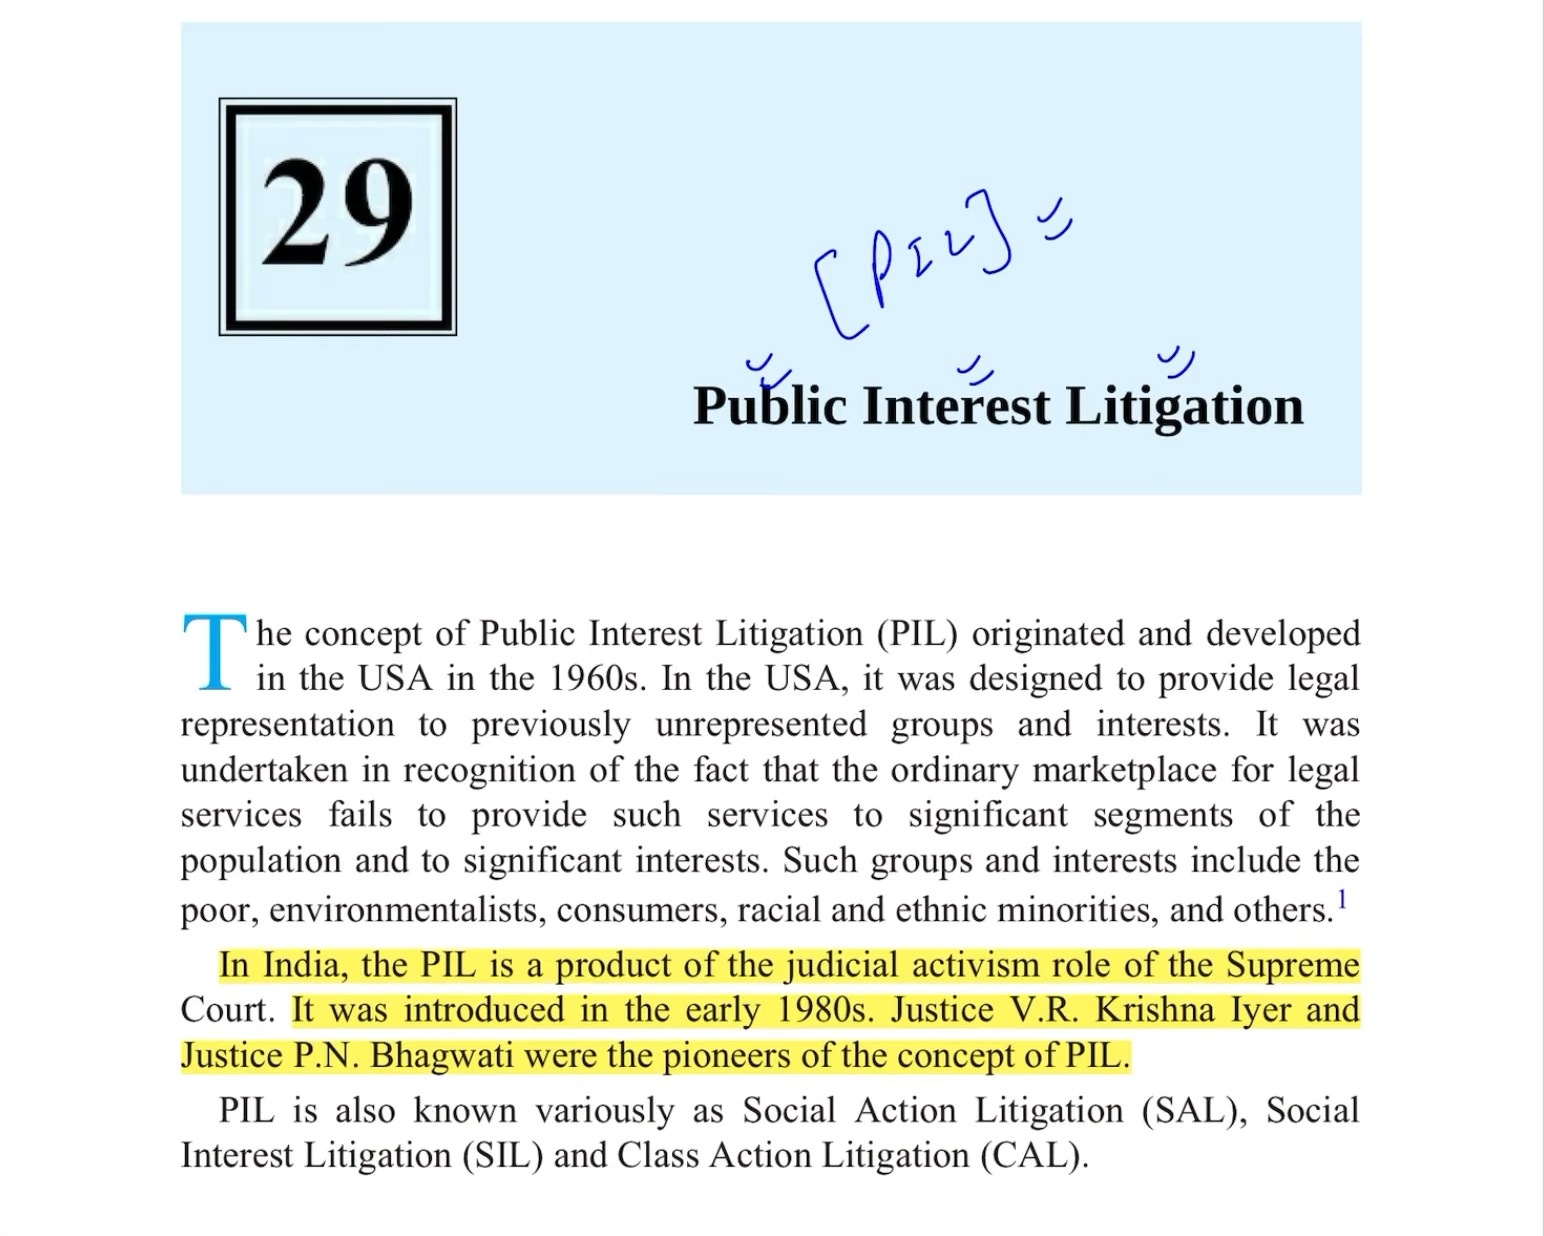 29
[PIL]
Public Interest Litigation
The concept of Public Interest Litigation (PIL) originated and developed
in the USA in the 1960s. In the USA, it was designed to provide legal
representation to previously unrepresented groups and interests. It was
undertaken in recognition of the fact that the ordinary marketplace for legal
services fails to provide such services to significant segments of the
population and to significant interests. Such groups and interests include the
poor, environmentalists, consumers, racial and ethnic minorities, and others.1
In India, the PIL is a product of the judicial activism role of the Supreme
Court. It was introduced in the early 1980s. Justice V.R. Krishna Iyer and
Justice P.N. Bhagwati were the pioneers of the concept of PIL.
PIL is also known variously as Social Action Litigation (SAL), Social
Interest Litigation (SIL) and Class Action Litigation (CAL).